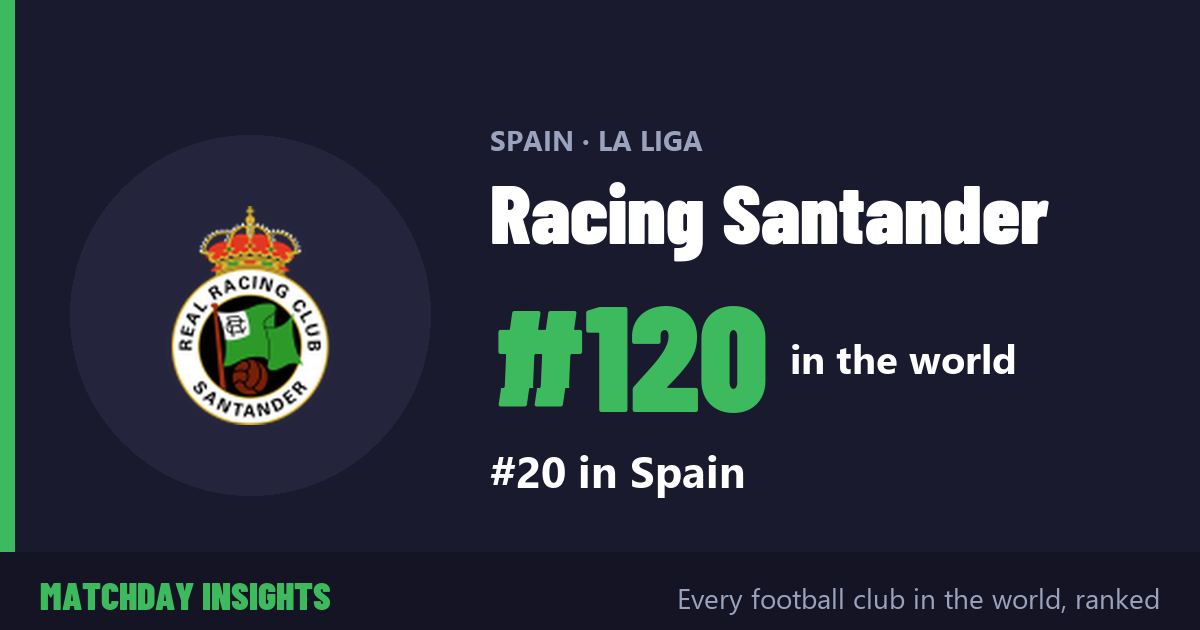 SPAIN · LA LIGA
Racing Santander
REAL RACING CLUB
SANTANDER
#120 in the world
#20 in Spain
MATCHDAY INSIGHTS
Every football club in the world, ranked